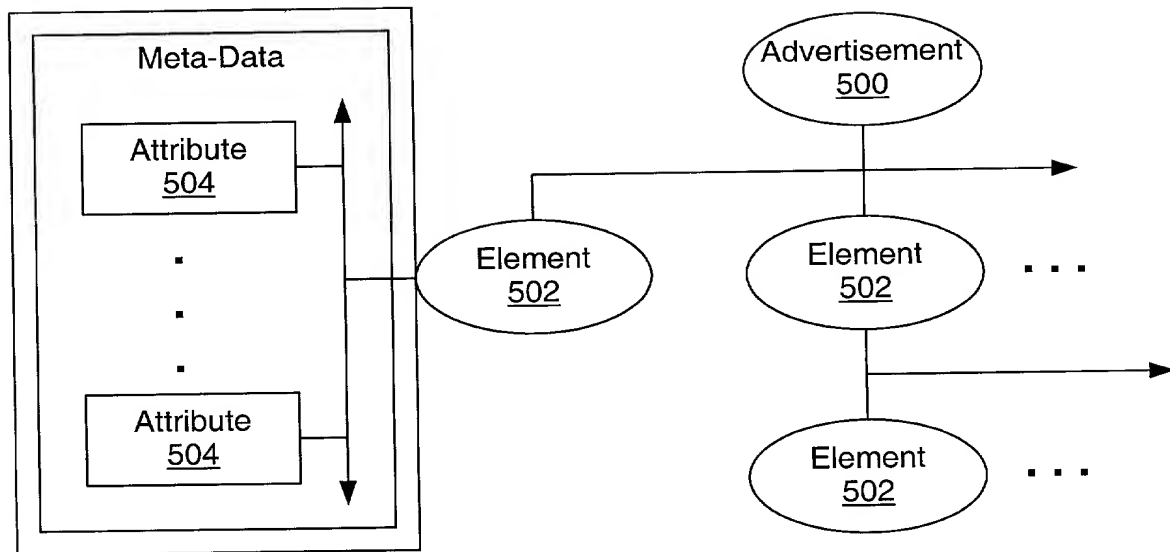 Meta-Data
Attribute
504
Attribute
504
Advertisement
500
Element
502
Element
502
Element
502